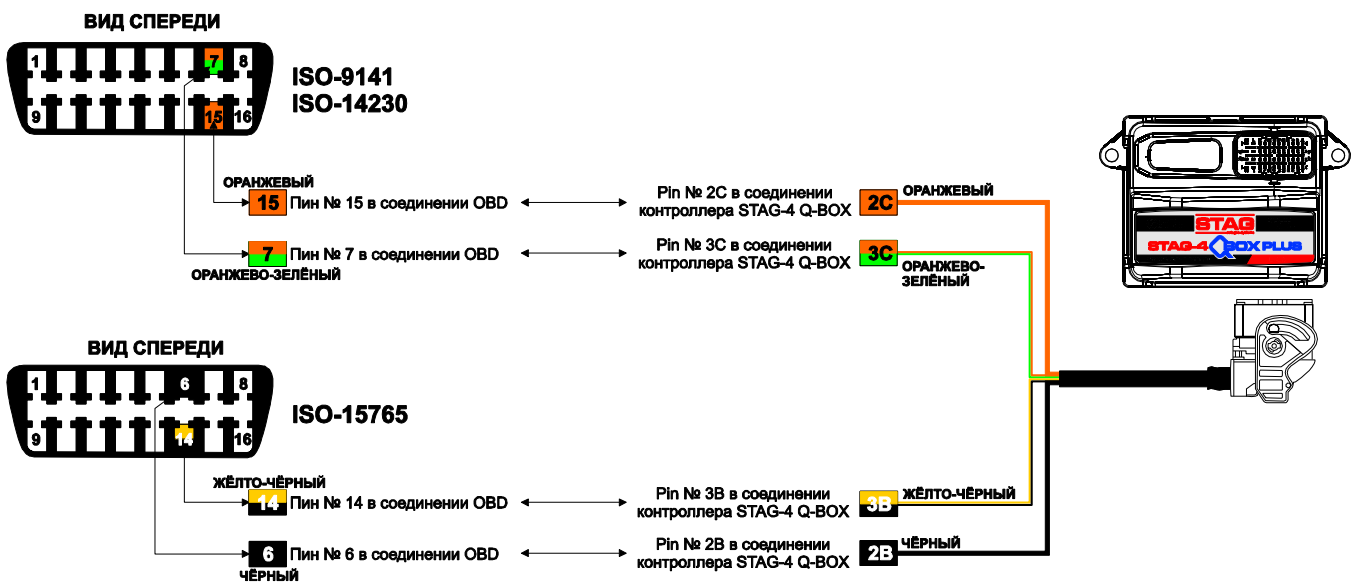 ВИД СПЕРЕДИ
1 7 8
9 15 16
ISO-9141
ISO-14230
ОРАНЖЕВЫЙ
15 Пин № 15 в соединении OBD
Pin № 2C в соединении
контроллера STAG-4 Q-BOX
2C ОРАНЖЕВЫЙ
7 Пин № 7 в соединении OBD
ОРАНЖЕВО-ЗЕЛЁНЫЙ
Pin № 3C в соединении
контроллера STAG-4 Q-BOX
3C
ОРАНЖЕВО-
ЗЕЛЁНЫЙ
STAG
STAG-4 QBOX PLUS
ВИД СПЕРЕДИ
1 6 8
9 14 16
ISO-15765
ЖЁЛТО-ЧЁРНЫЙ
14 Пин № 14 в соединении OBD
Pin № 3B в соединении
контроллера STAG-4 Q-BOX
3B ЖЁЛТО-ЧЁРНЫЙ
6 Пин № 6 в соединении OBD
ЧЁРНЫЙ
Pin № 2B в соединении
контроллера STAG-4 Q-BOX
2B ЧЁРНЫЙ